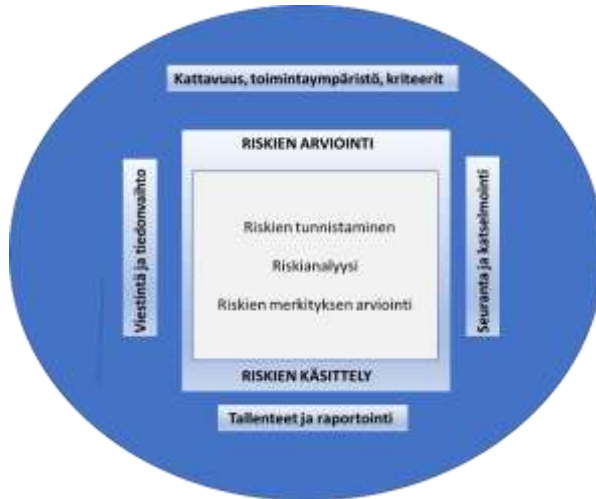 Kattavuus, toimintaympäristö, kriteerit
RISKIEN ARVIOINTI
Viestintä ja tiedonvaihto
Riskien tunnistaminen
Riskianalyysi
Riskien merkityksen arviointi
Seuranta ja katselmointi
RISKIEN KÄSITTELY
Tallenteet ja raportointi